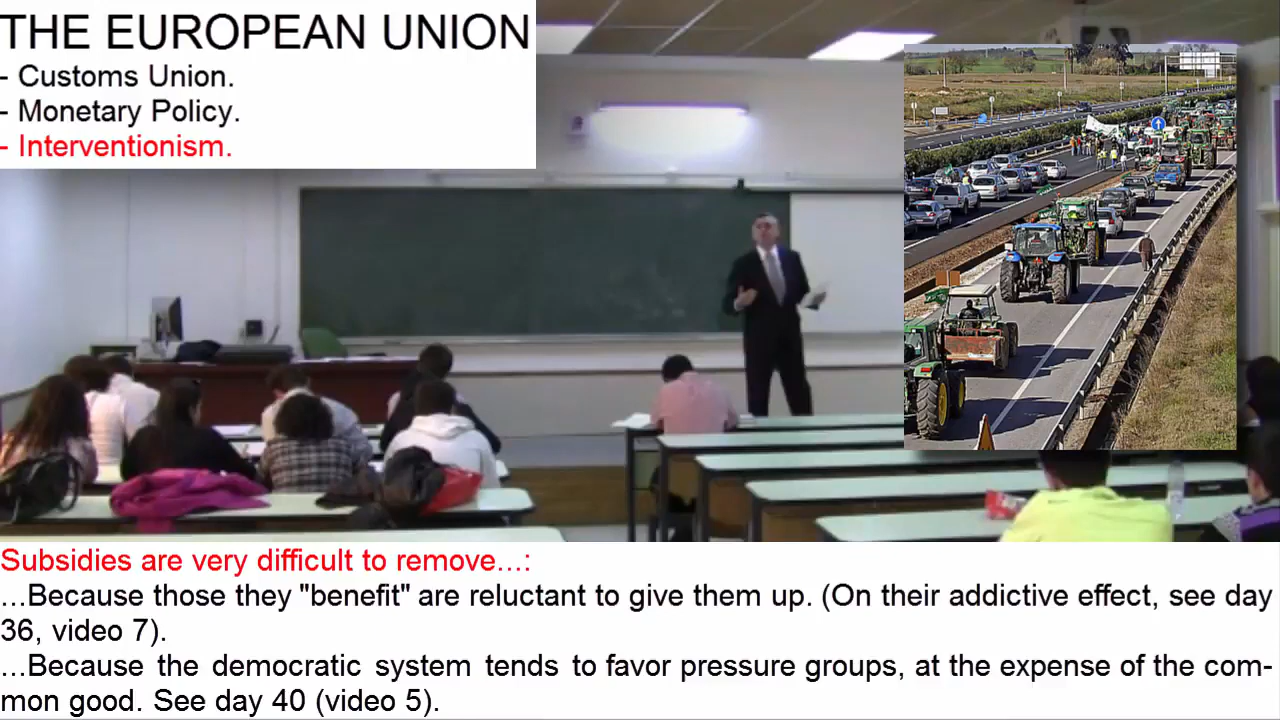 THE EUROPEAN UNION
- Customs Union.
- Monetary Policy.
- Interventionism.
Subsidies are very difficult to remove...:
...Because those they "benefit" are reluctant to give them up. (On their addictive effect, see day
36, video 7).
...Because the democratic system tends to favor pressure groups, at the expense of the com-
mon good. See day 40 (video 5).